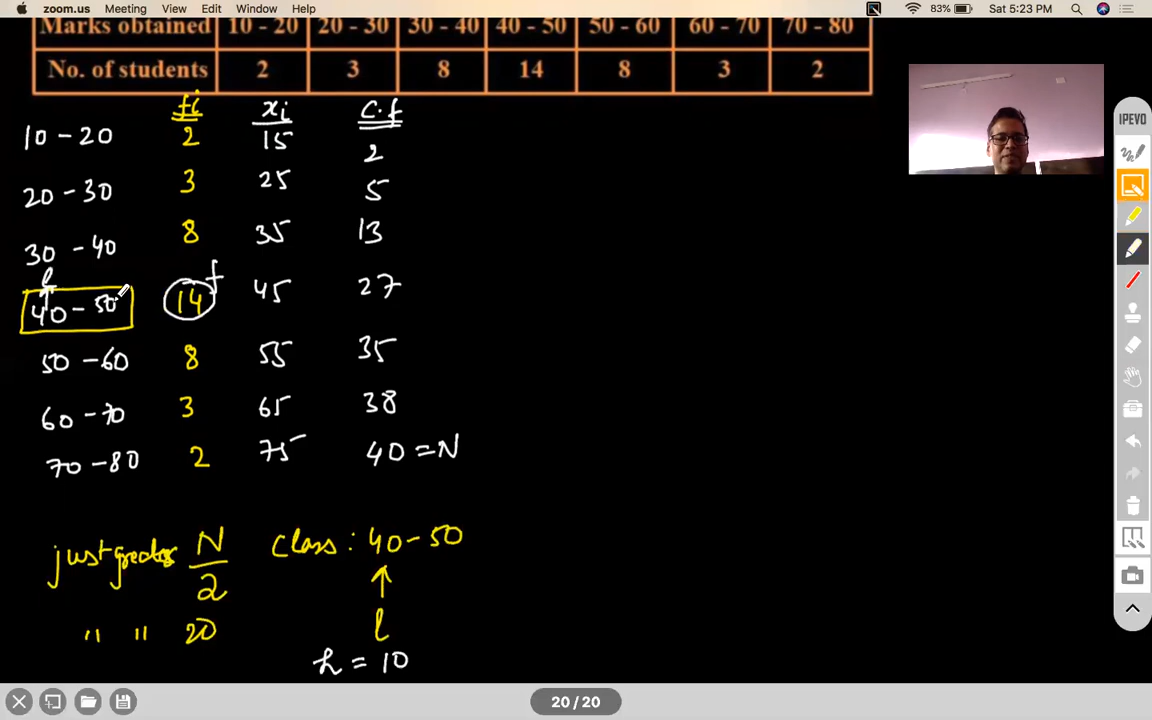 zoom.us Meeting View Edit Window Help 83% Sat 5:23 PM
Marks obtained 10 - 20 20 - 30 30 - 40 40 - 50 50 - 60 60 - 70 70 - 80
No. of students 2 3 8 14 8 3 2
IPEVO
fi xi C.f
10 - 20 2 15 2
20 - 30 3 25 5
30 - 40 8 35 13
l f
40 - 50 14 45 27
50 - 60 8 55 35
60 - 70 3 65 38
70 - 80 2 75 40 = N
just greater N/2 Class : 40 - 50
" " 20 l
h = 10
20 / 20